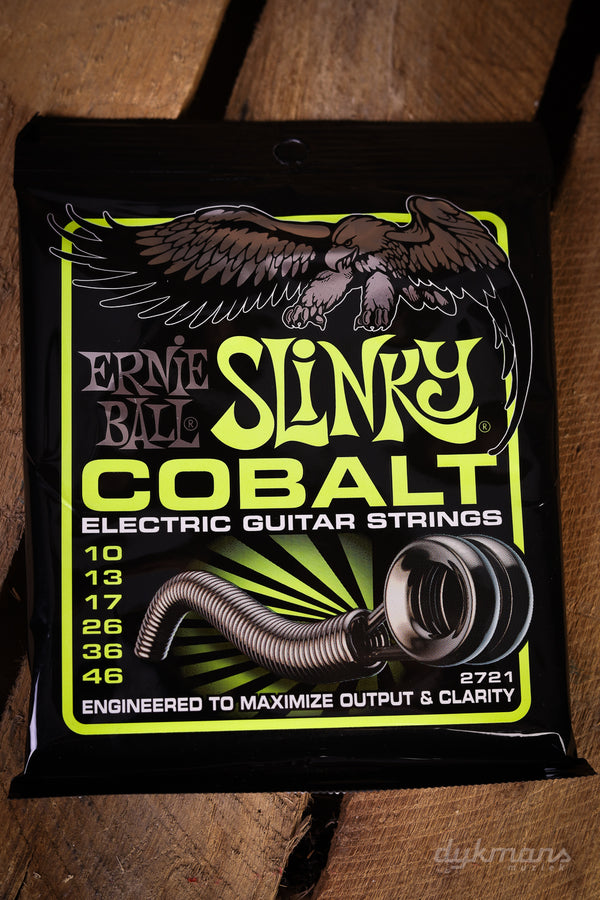 ERNiE BALL®
SLiNKY®
COBALT
ELECTRIC GUITAR STRINGS
10
13
17
26
36
46
2721
ENGINEERED TO MAXIMIZE OUTPUT & CLARITY
dykmans